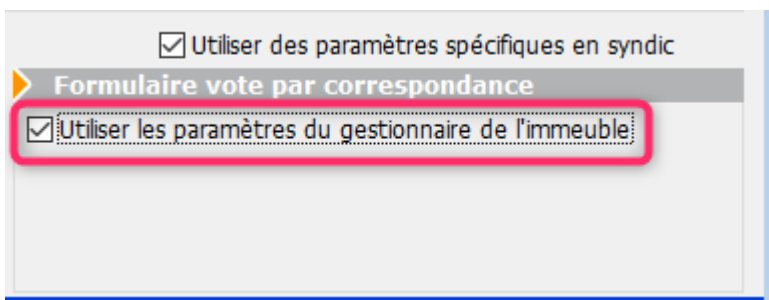 Utiliser des paramètres spécifiques en syndic
Formulaire vote par correspondance
Utiliser les paramètres du gestionnaire de l'immeuble